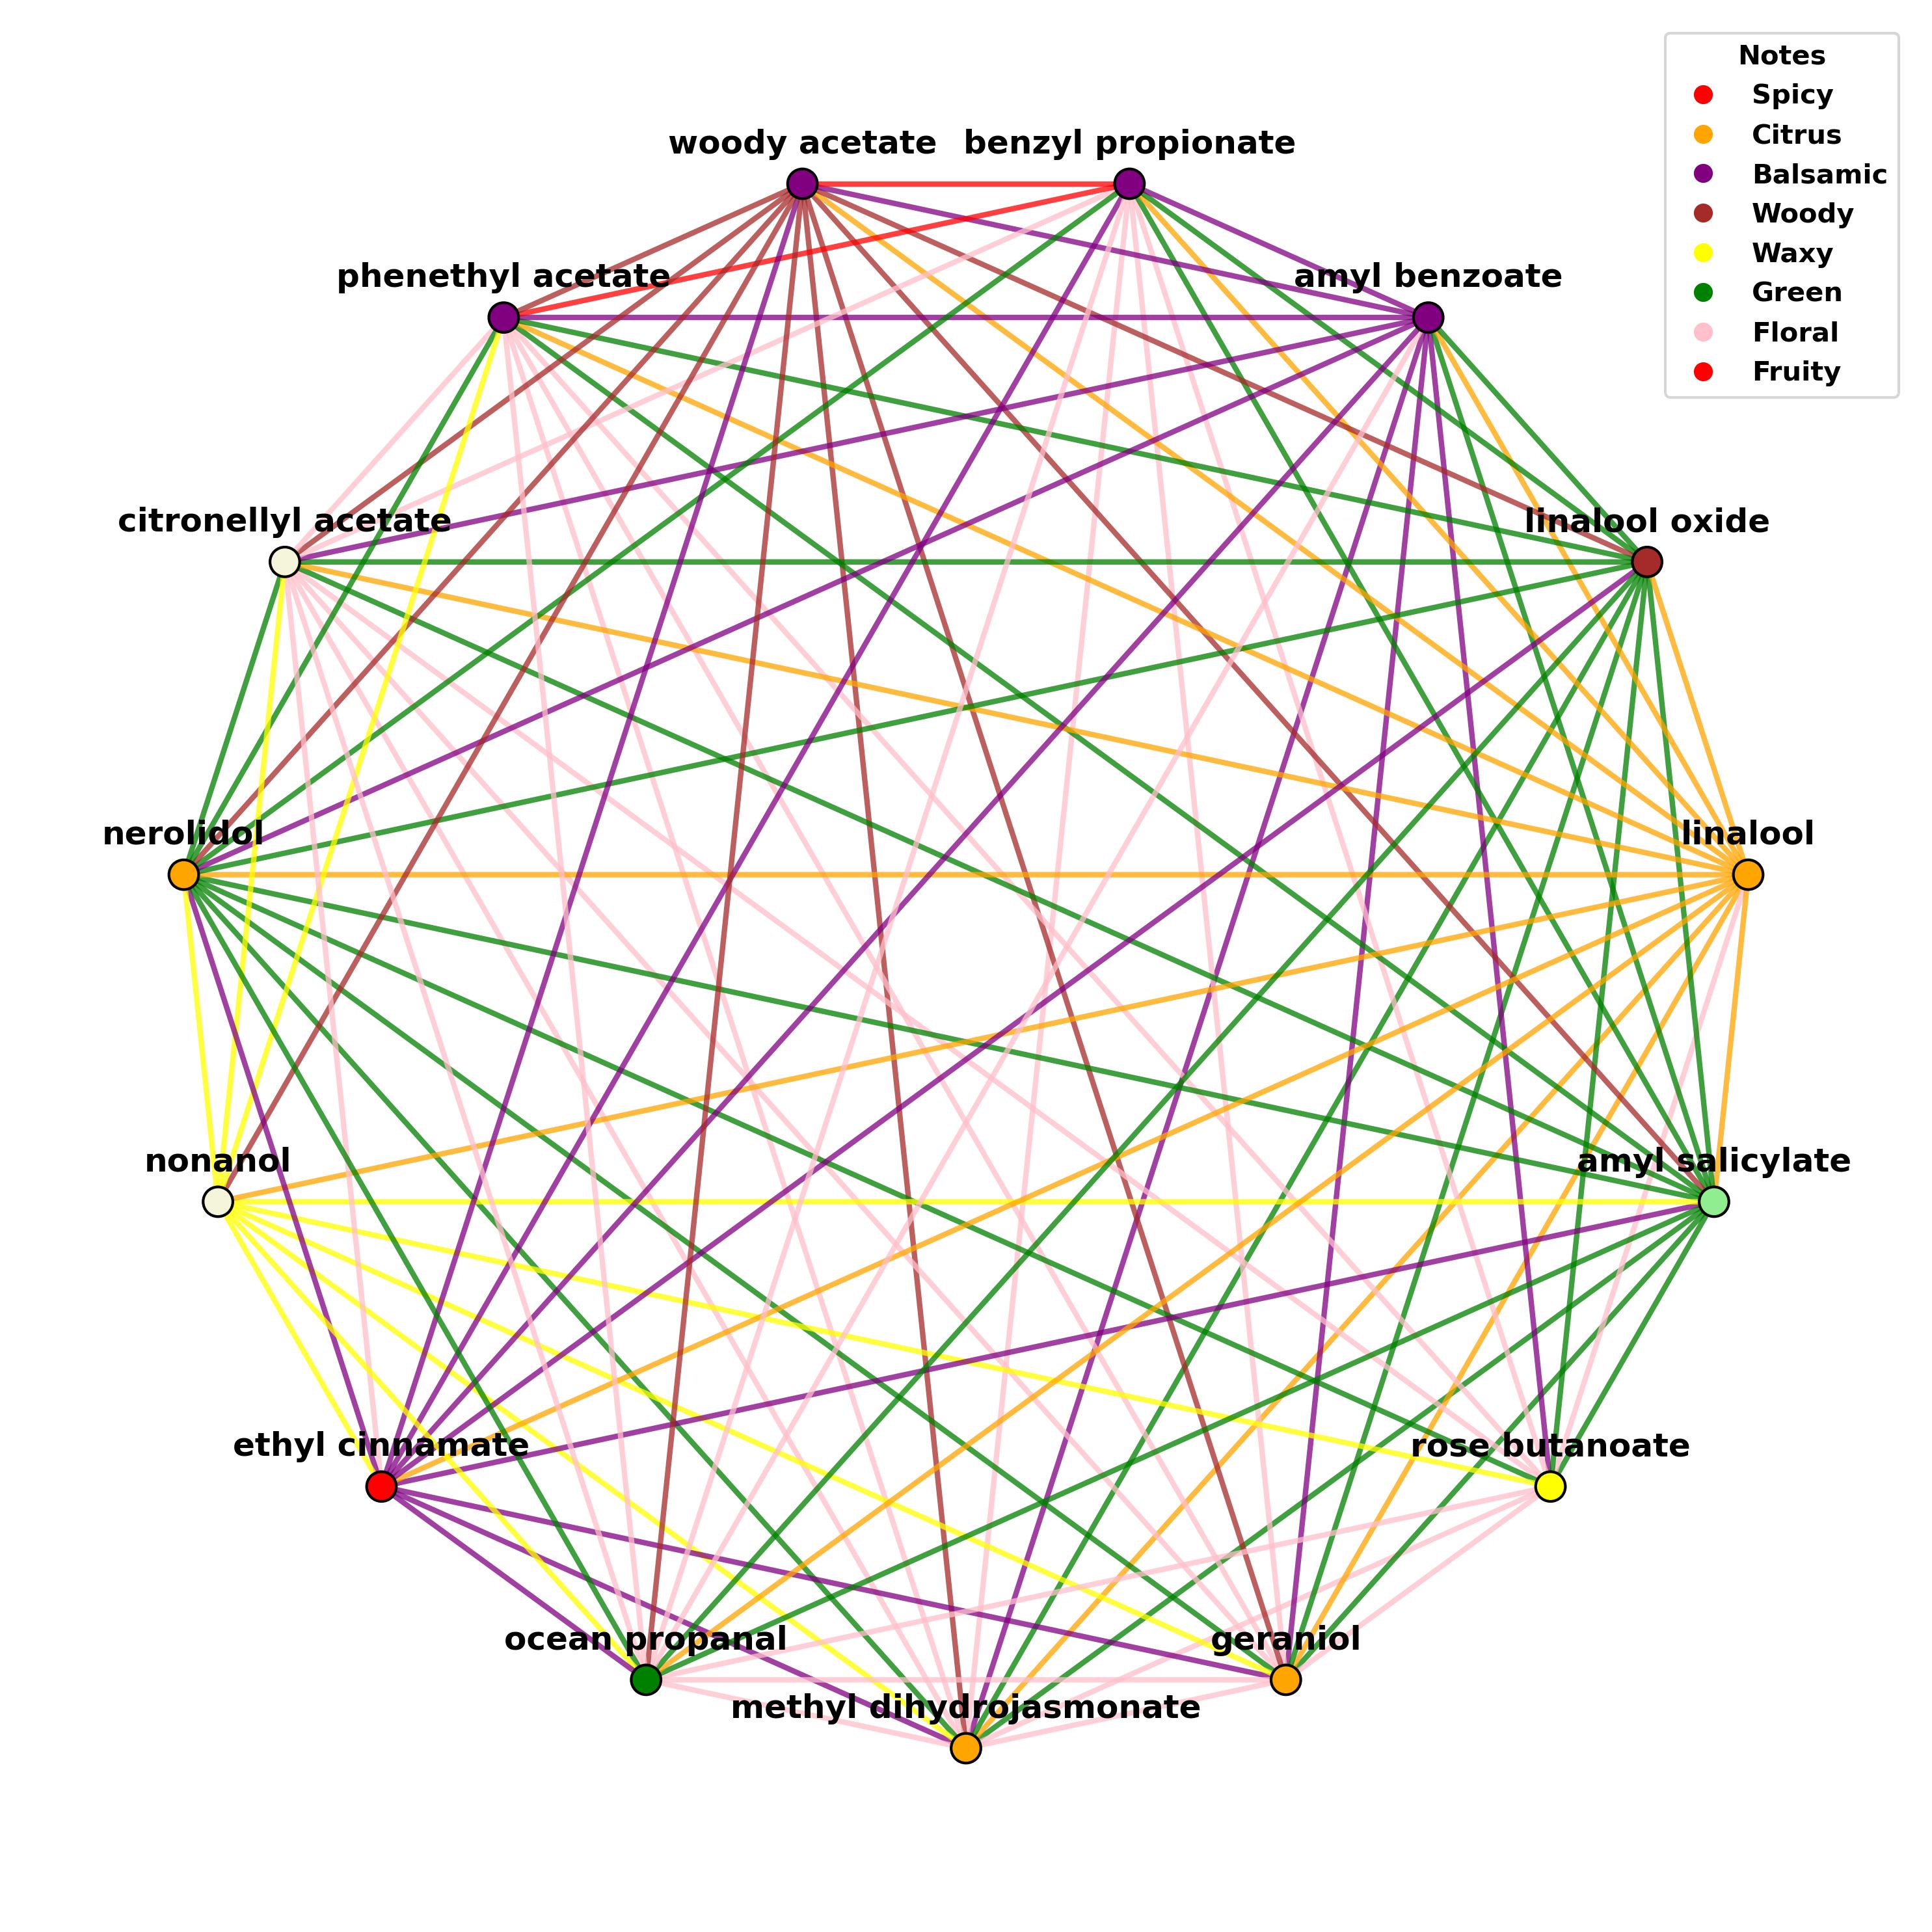 Notes
Spicy
Citrus
Balsamic
Woody
Waxy
Green
Floral
Fruity
woody acetate
benzyl propionate
phenethyl acetate
amyl benzoate
citronellyl acetate
linalool oxide
nerolidol
linalool
nonanol
amyl salicylate
ethyl cinnamate
rose butanoate
ocean propanal
geraniol
methyl dihydrojasmonate